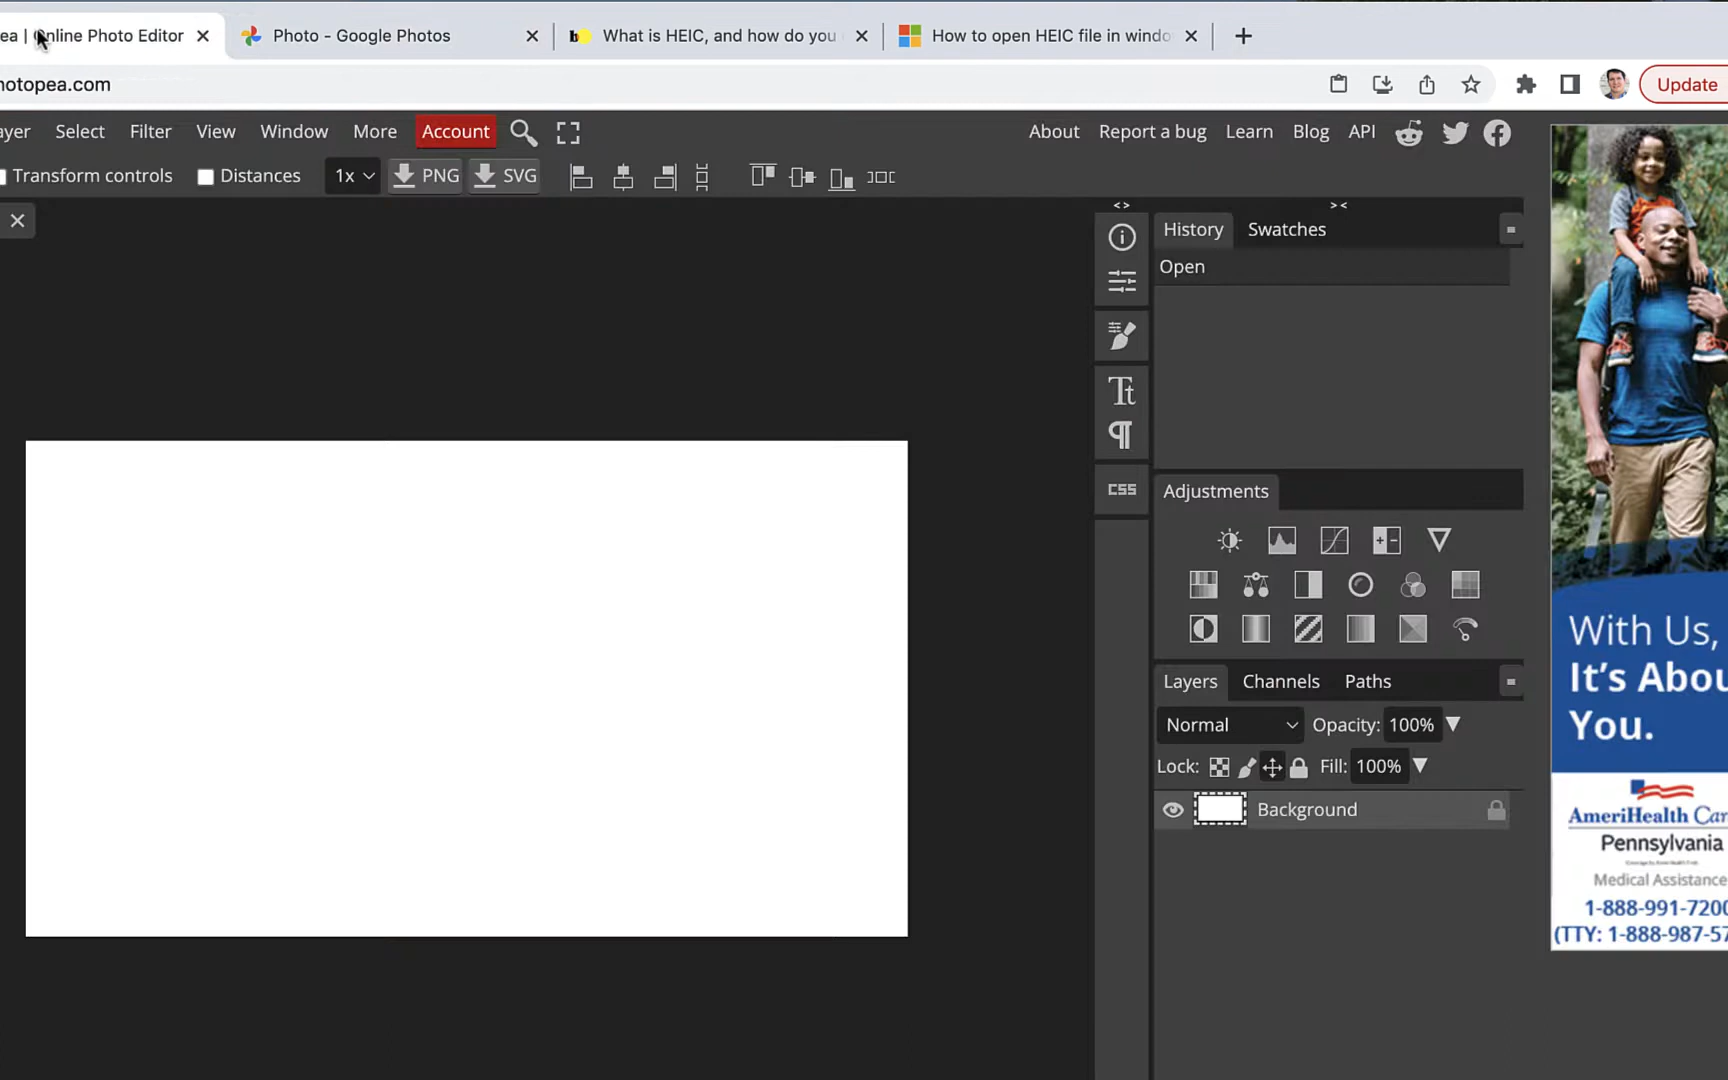 ea | Online Photo Editor
Photo - Google Photos
What is HEIC, and how do you
How to open HEIC file in windo
hotopea.com
Update
ayer Select Filter View Window More Account
About Report a bug Learn Blog API
Transform controls Distances 1x PNG SVG
History Swatches
Open
Tt
CSS
Adjustments
Layers Channels Paths
Normal Opacity: 100%
Lock: Fill: 100%
Background
With Us,
It's Abou
You.
AmeriHealth Car
Pennsylvania
Medical Assistance
1-888-991-7200
(TTY: 1-888-987-57